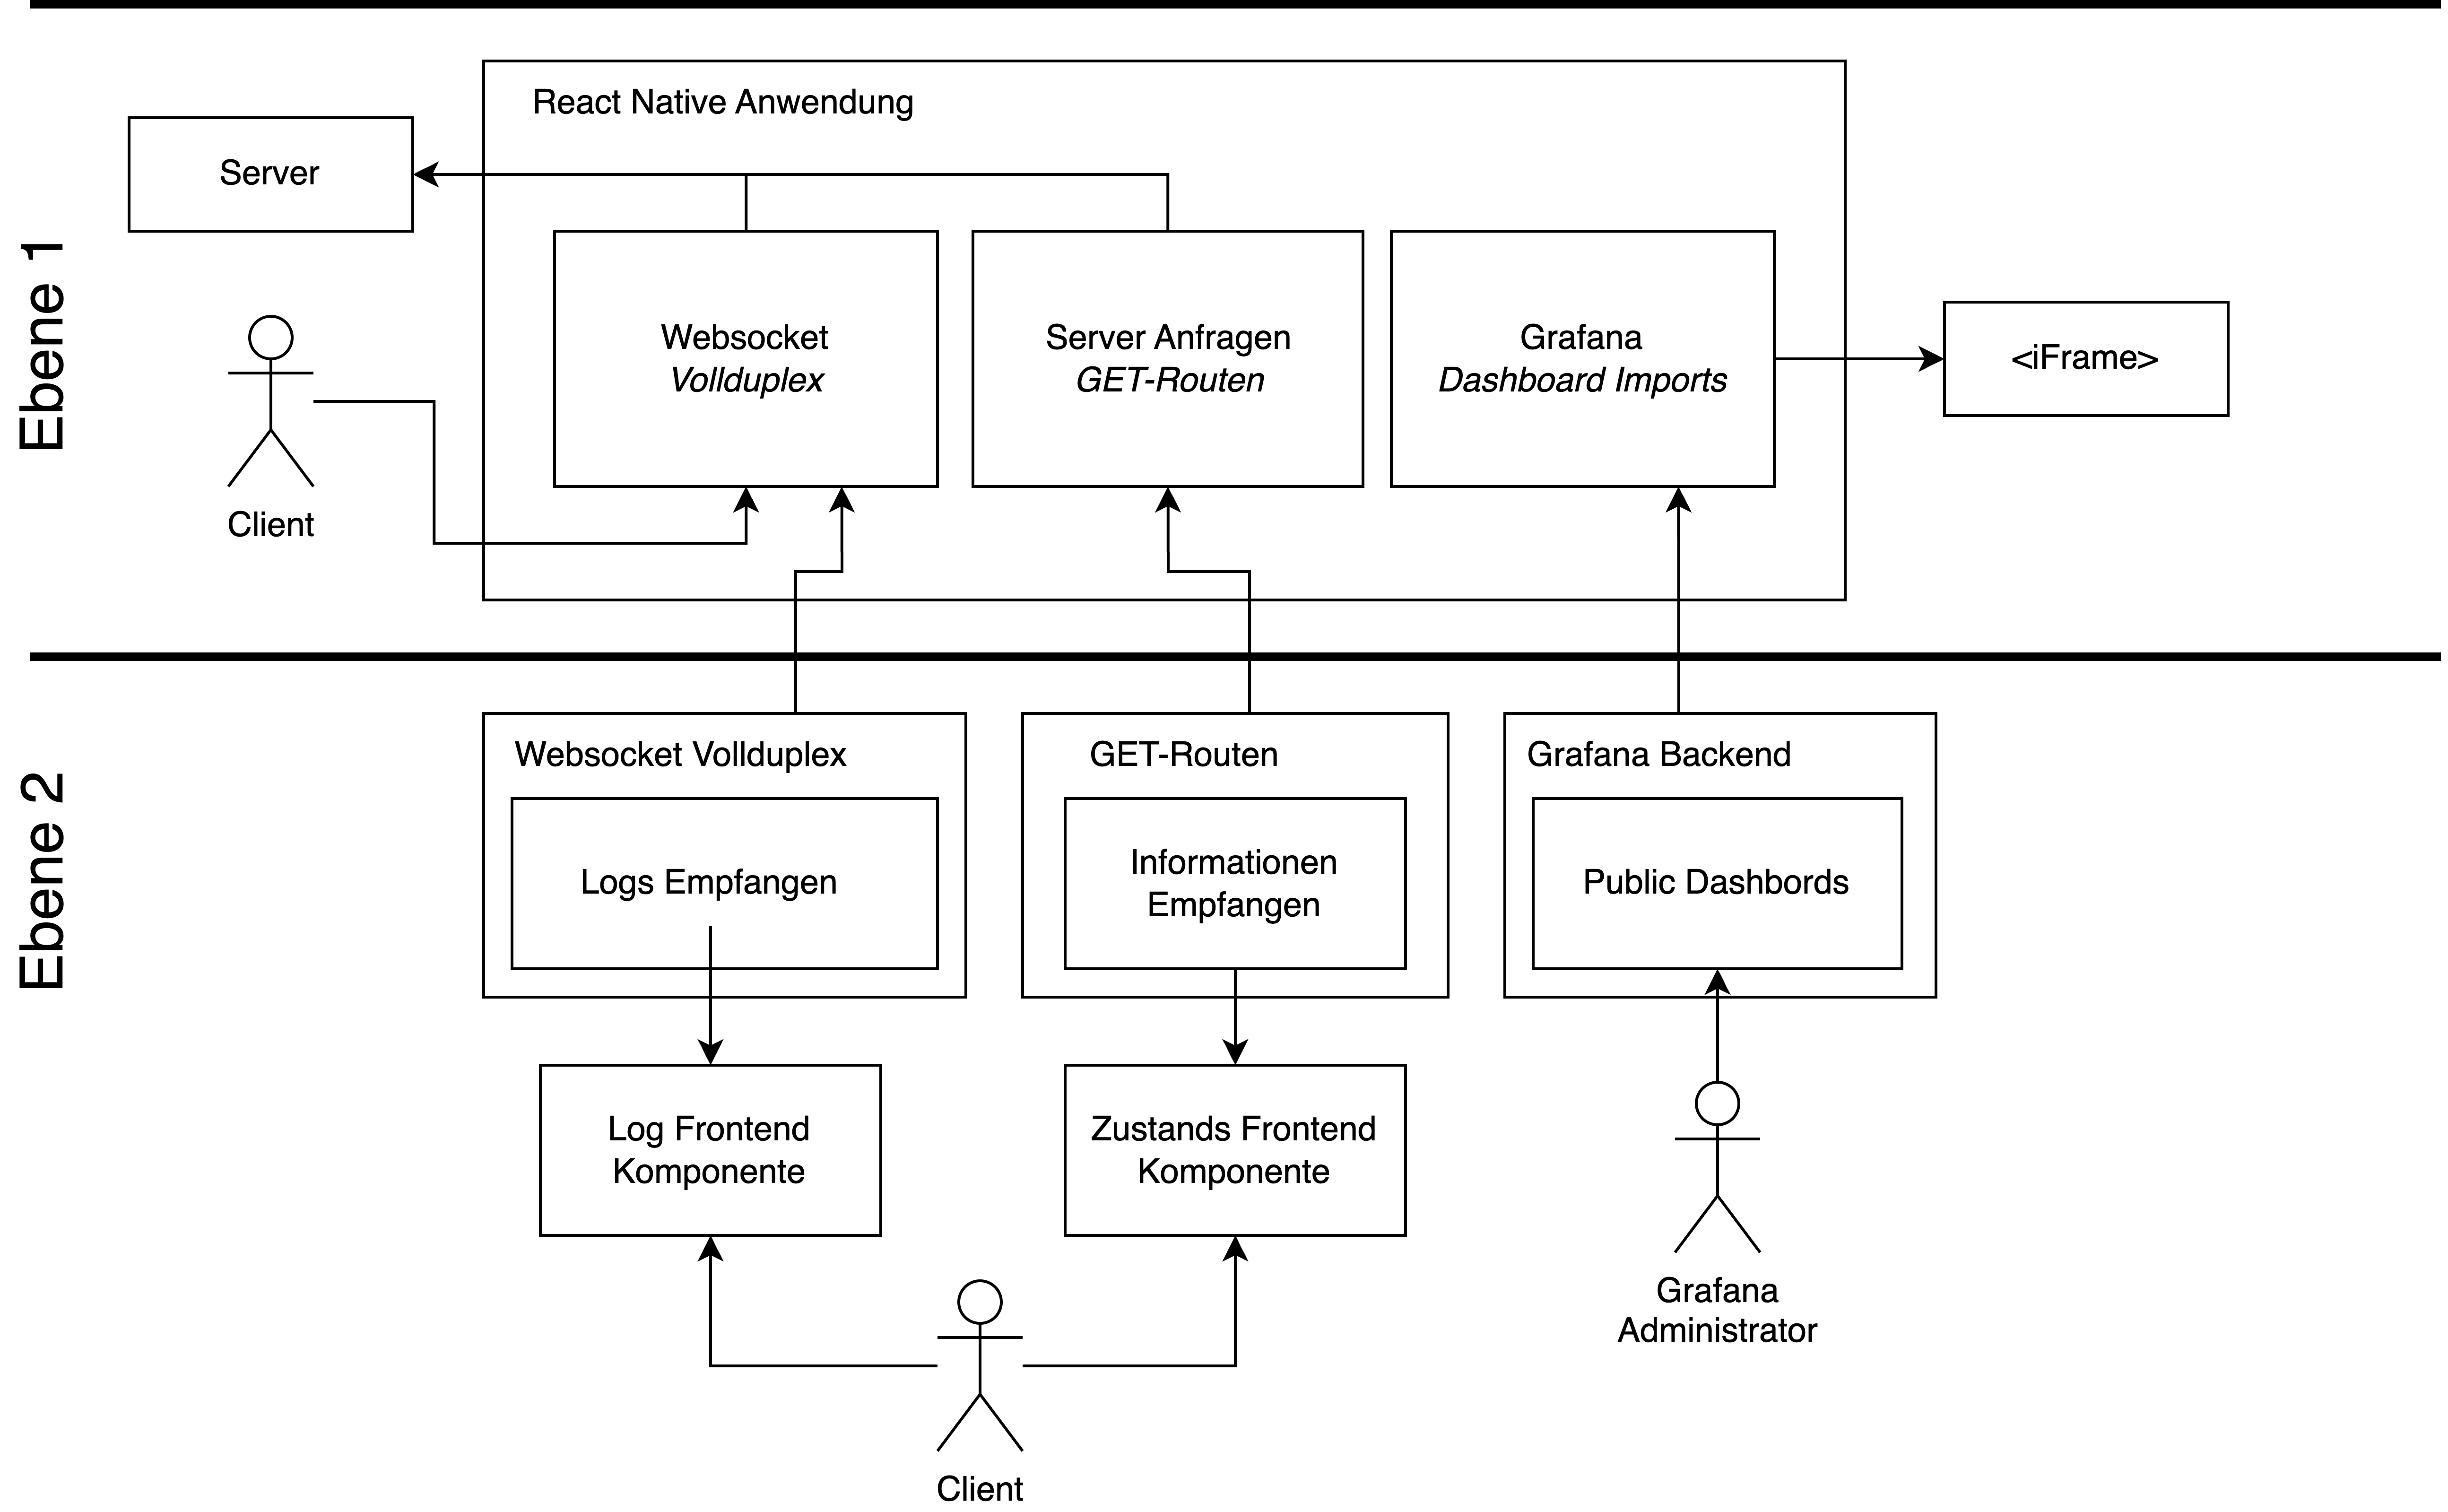 Ebene 1
React Native Anwendung
Server
Websocket
Vollduplex
Server Anfragen
GET-Routen
Grafana
Dashboard Imports
<iFrame>
Client
Ebene 2
Websocket Vollduplex
GET-Routen
Grafana Backend
Logs Empfangen
Informationen
Empfangen
Public Dashbords
Log Frontend
Komponente
Zustands Frontend
Komponente
Grafana
Administrator
Client